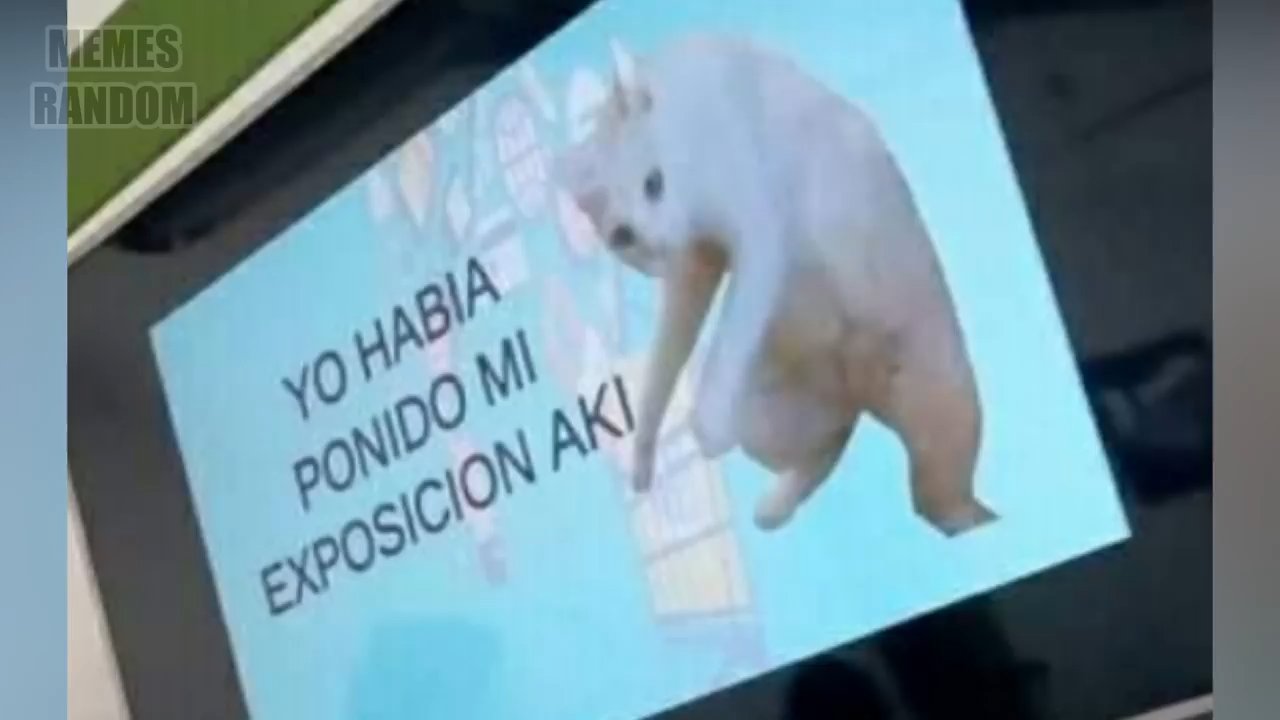 MEMES
RANDOM
YO HABIA
PONIDO MI
EXPOSICION AKI